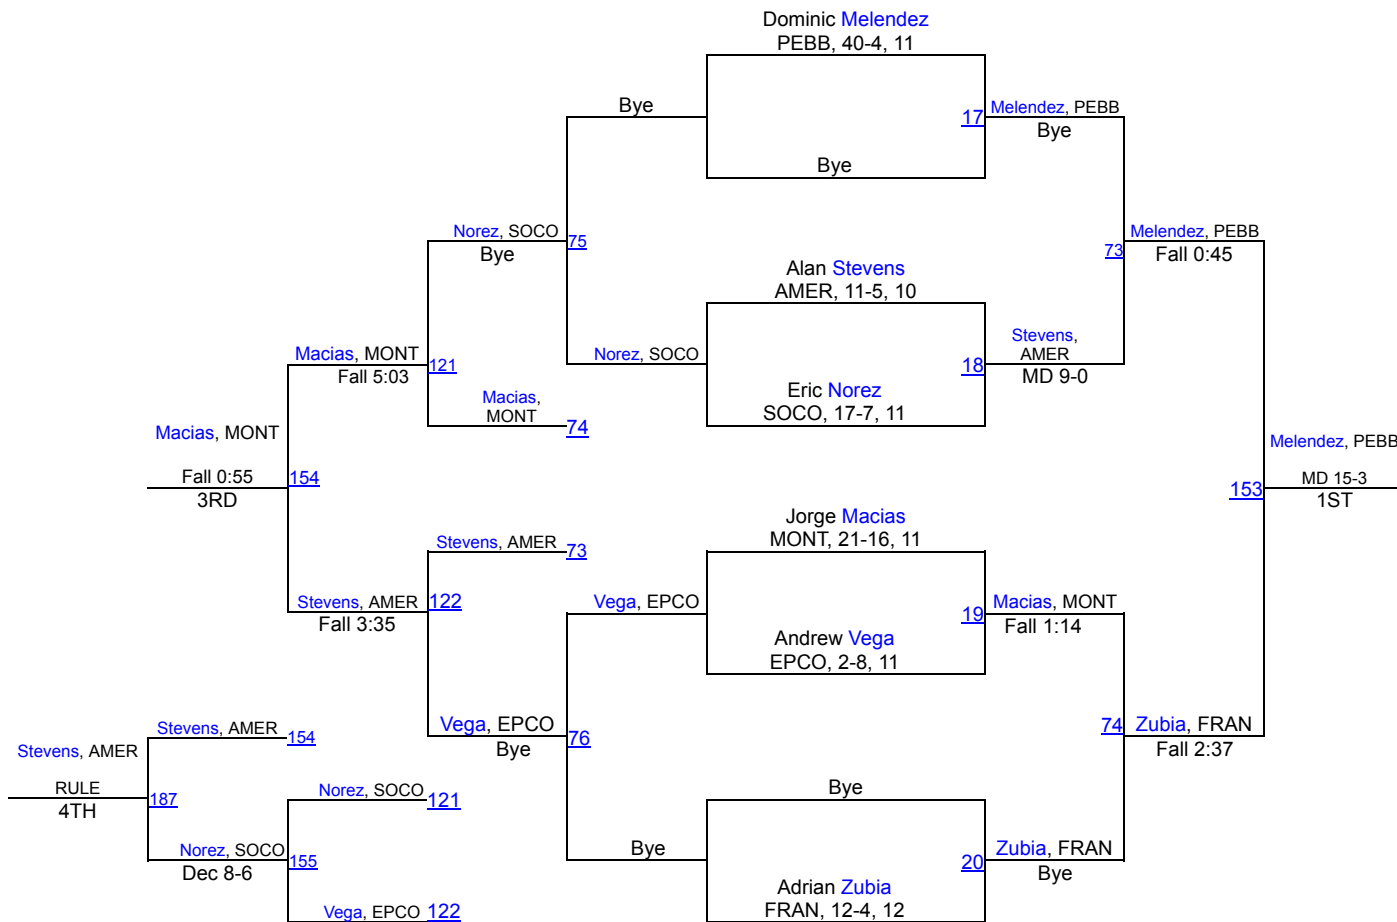 Dominic Melendez
PEBB, 40-4, 11
Bye
17
Melendez, PEBB
Bye
Bye
Norez, SOCO
75
Bye
Melendez, PEBB
73
Fall 0:45
Alan Stevens
AMER, 11-5, 10
Macias, MONT
121
Fall 5:03
Norez, SOCO
Stevens,
AMER
18
MD 9-0
Eric Norez
SOCO, 17-7, 11
Macias,
MONT
74
Macias, MONT
Fall 0:55
154
3RD
Melendez, PEBB
MD 15-3
153
1ST
Jorge Macias
MONT, 21-16, 11
Stevens, AMER
73
Stevens, AMER
122
Fall 3:35
Vega, EPCO
19
Macias, MONT
Fall 1:14
Andrew Vega
EPCO, 2-8, 11
Vega, EPCO
76
Bye
74
Zubia, FRAN
Fall 2:37
Stevens, AMER
154
Stevens, AMER
RULE
187
4TH
Norez, SOCO
121
Bye
Norez, SOCO
155
Dec 8-6
Bye
20
Zubia, FRAN
Bye
Adrian Zubia
FRAN, 12-4, 12
Vega, EPCO
122